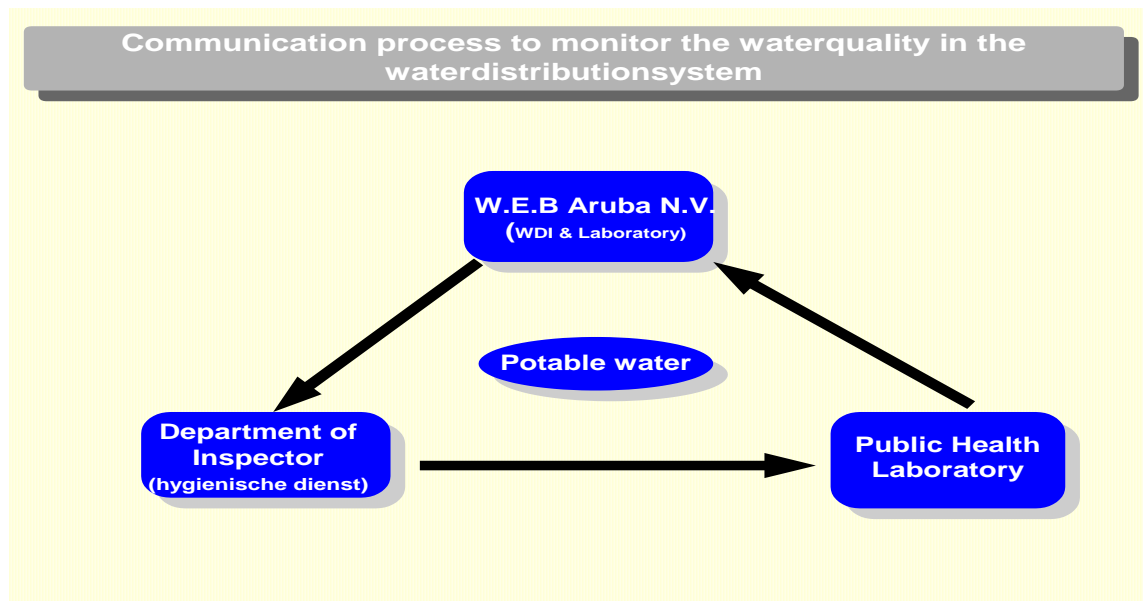 Communication process to monitor the waterquality in the
waterdistributionsystem
W.E.B Aruba N.V.
(WDI & Laboratory)
Potable water
Department of
Inspector
(hygienische dienst)
Public Health
Laboratory